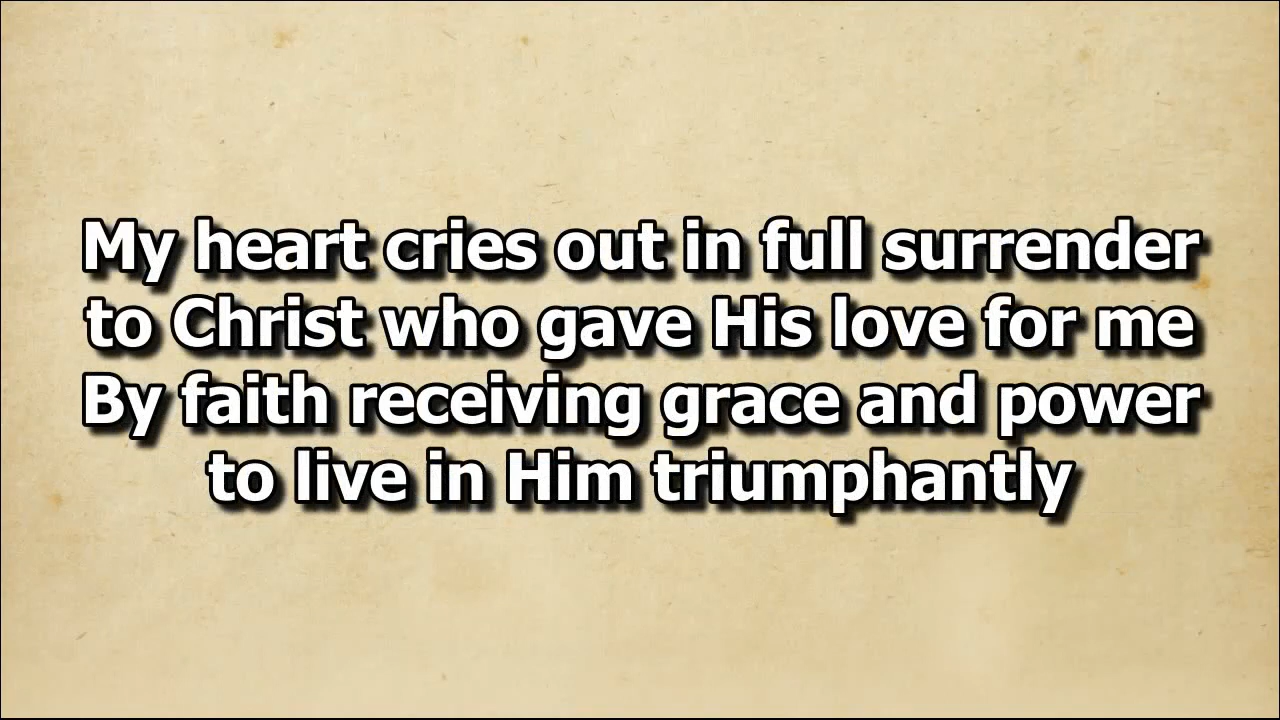 My heart cries out in full surrender
to Christ who gave His love for me
By faith receiving grace and power
to live in Him triumphantly